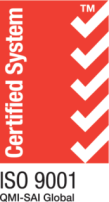 Certified System
TM
ISO 9001
QMI-SAI Global